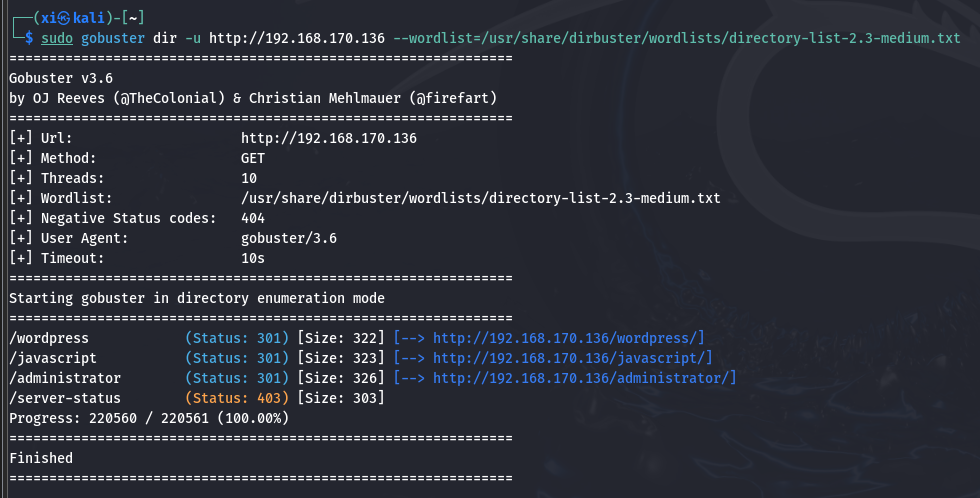 ┌──(xi㉿kali)-[~]
└─$ sudo gobuster dir -u http://192.168.170.136 --wordlist=/usr/share/dirbuster/wordlists/directory-list-2.3-medium.txt
===============================================================
Gobuster v3.6
by OJ Reeves (@TheColonial) & Christian Mehlmauer (@firefart)
===============================================================
[+] Url:                     http://192.168.170.136
[+] Method:                  GET
[+] Threads:                 10
[+] Wordlist:                /usr/share/dirbuster/wordlists/directory-list-2.3-medium.txt
[+] Negative Status codes:   404
[+] User Agent:              gobuster/3.6
[+] Timeout:                 10s
===============================================================
Starting gobuster in directory enumeration mode
===============================================================
/wordpress            (Status: 301) [Size: 322] [--> http://192.168.170.136/wordpress/]
/javascript           (Status: 301) [Size: 323] [--> http://192.168.170.136/javascript/]
/administrator        (Status: 301) [Size: 326] [--> http://192.168.170.136/administrator/]
/server-status        (Status: 403) [Size: 303]
Progress: 220560 / 220561 (100.00%)
===============================================================
Finished
===============================================================